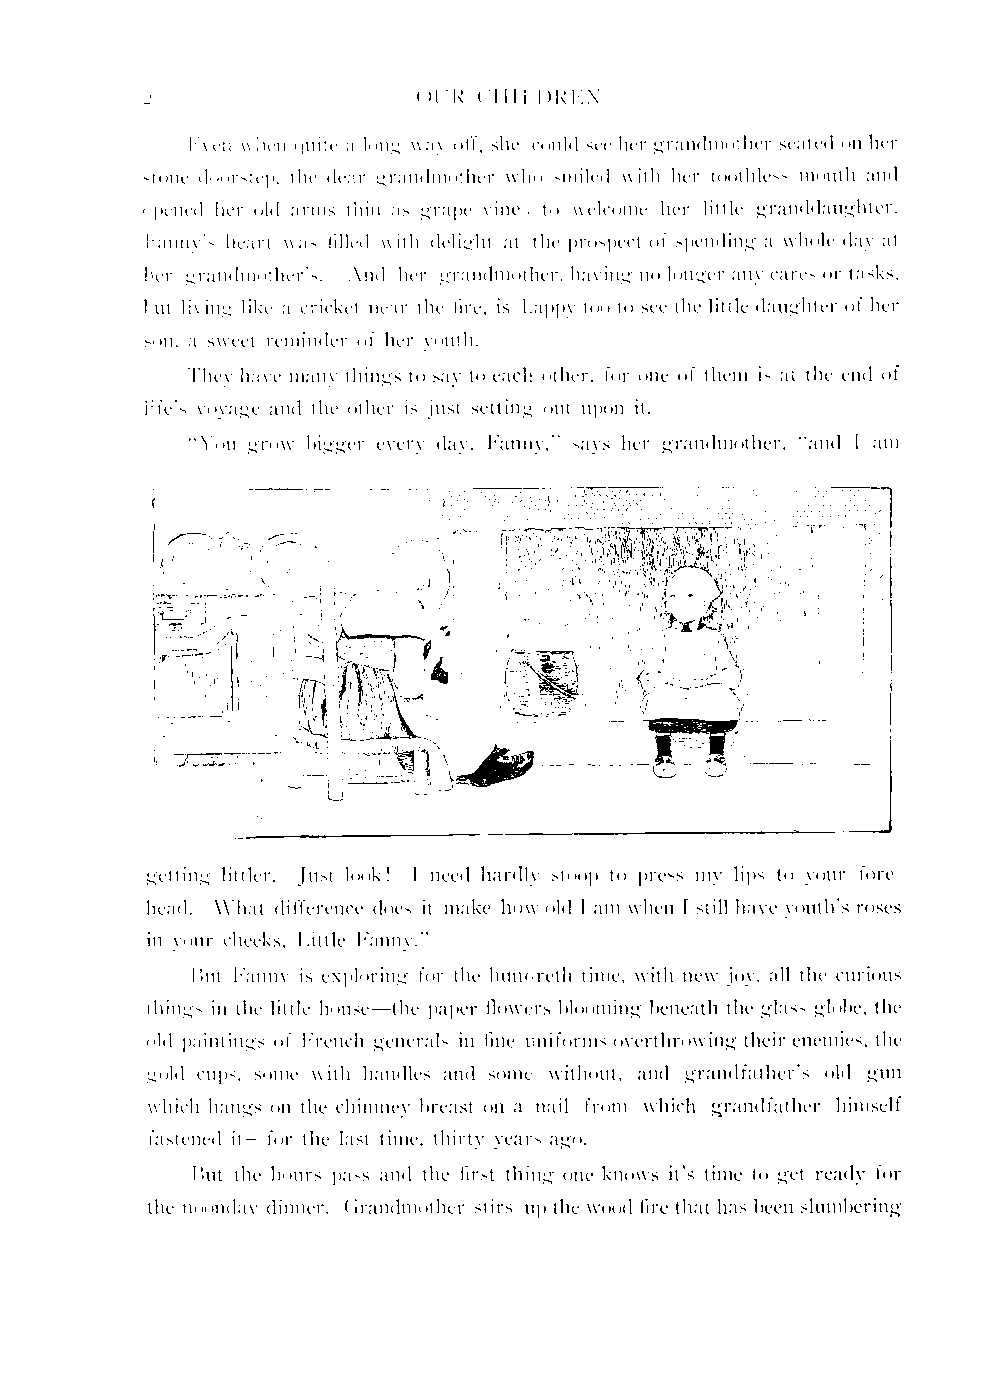 2 OUR CHILDREN
Even when quite a long way off, she could see her grandmother seated on her
stone doorstep, the dear grandmother who smiled with her toothless mouth and
opened her old arms thin as grape vines, to welcome her little granddaughter.
Fanny's heart was filled with delight at the prospect of spending a whole day at
her grandmother's. And her grandmother, having no longer any cares or tasks,
but living like a cricket near the fire, is happy too to see the little daughter of her
son, a sweet reminder of her youth.
They have many things to say to each other, for one of them is at the end of
life's voyage and the other is just setting out upon it.
"You grow bigger every day, Fanny," says her grandmother, "and I am
getting littler. Just look! I need hardly stoop to press my lips to your fore
head. What difference does it make how old I am when I still have youth's roses
in your cheeks, Little Fanny."
But Fanny is exploring for the hundreth time, with new joy, all the curious
things in the little house—the paper flowers blooming beneath the glass globe, the
old paintings of French generals in fine uniforms overthrowing their enemies, the
gold cups, some with handles and some without, and grandfather's old gun
which hangs on the chimney breast on a nail from which grandfather himself
fastened it— for the last time, thirty years ago.
But the hours pass and the first thing one knows it's time to get ready for
the noonday dinner. Grandmother stirs up the wood fire that has been slumbering